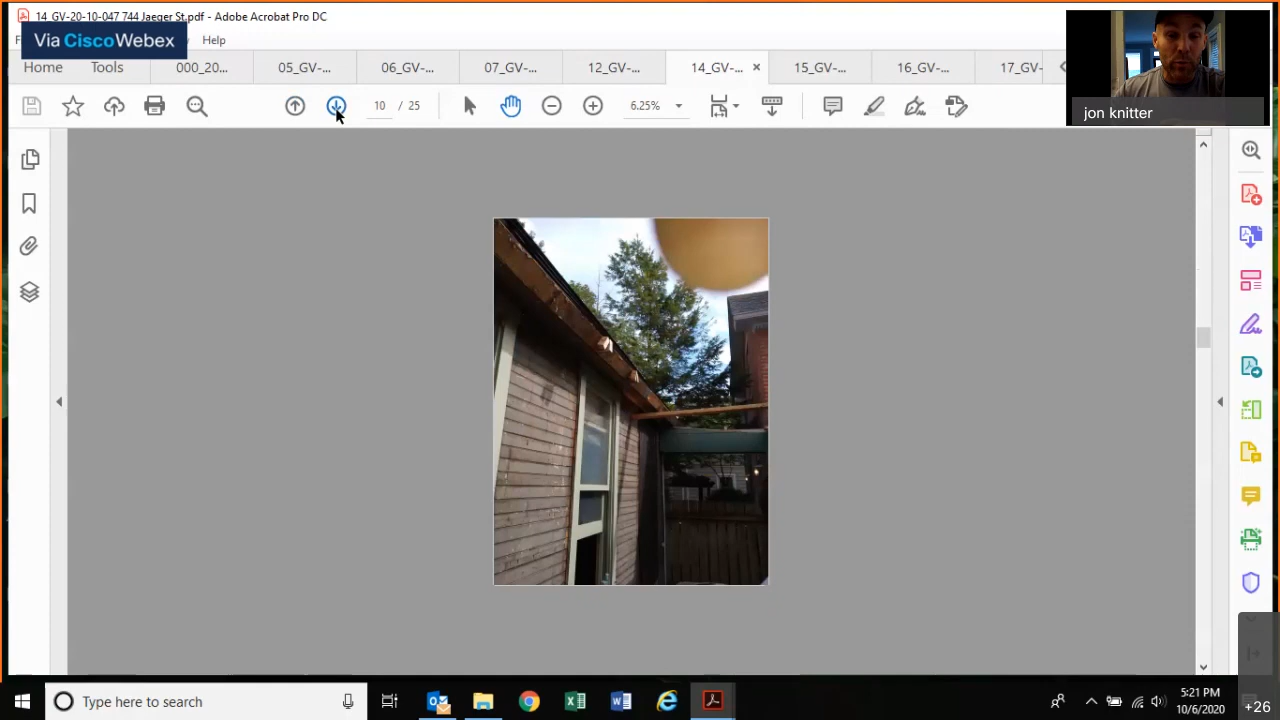 14_GV-20-10-047 744 Jaeger St.pdf - Adobe Acrobat Pro DC
Via CiscoWebex
Help
Home Tools 000_20... 05_GV-... 06_GV-... 07_GV-... 12_GV-... 14_GV-... × 15_GV-... 16_GV-... 17_GV-
10 / 25 6.25%
jon knitter
Type here to search
5:21 PM
10/6/2020
+26